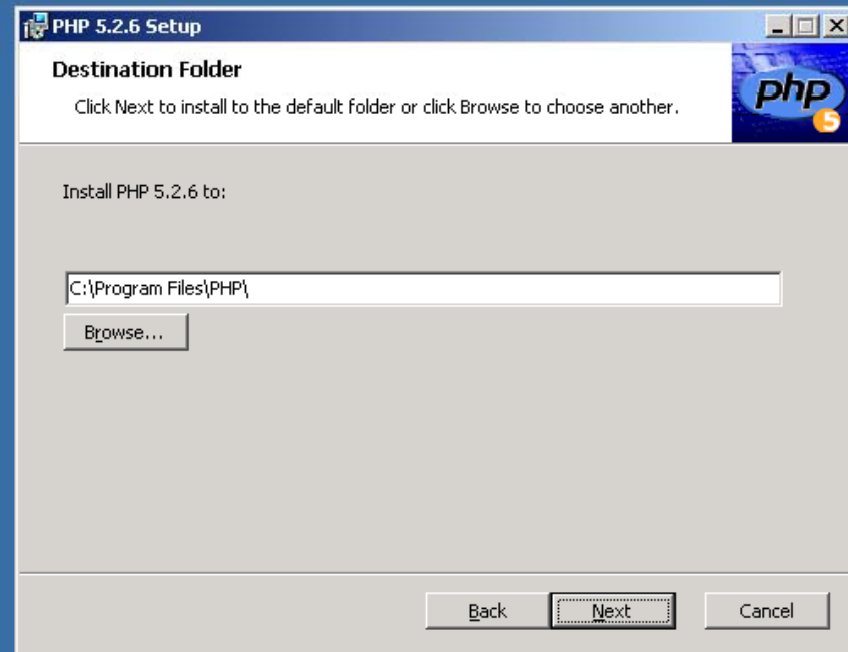 PHP 5.2.6 Setup
Destination Folder
Click Next to install to the default folder or click Browse to choose another.
php
5
Install PHP 5.2.6 to:
C:\Program Files\PHP\
Browse...
Back Next Cancel